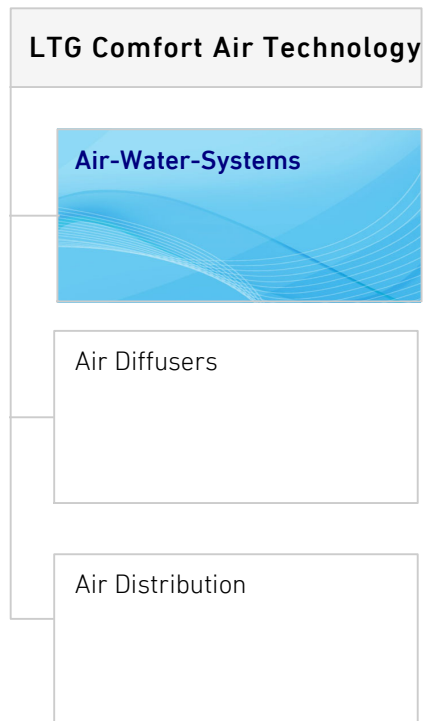 LTG Comfort Air Technology
Air-Water-Systems
Air Diffusers
Air Distribution